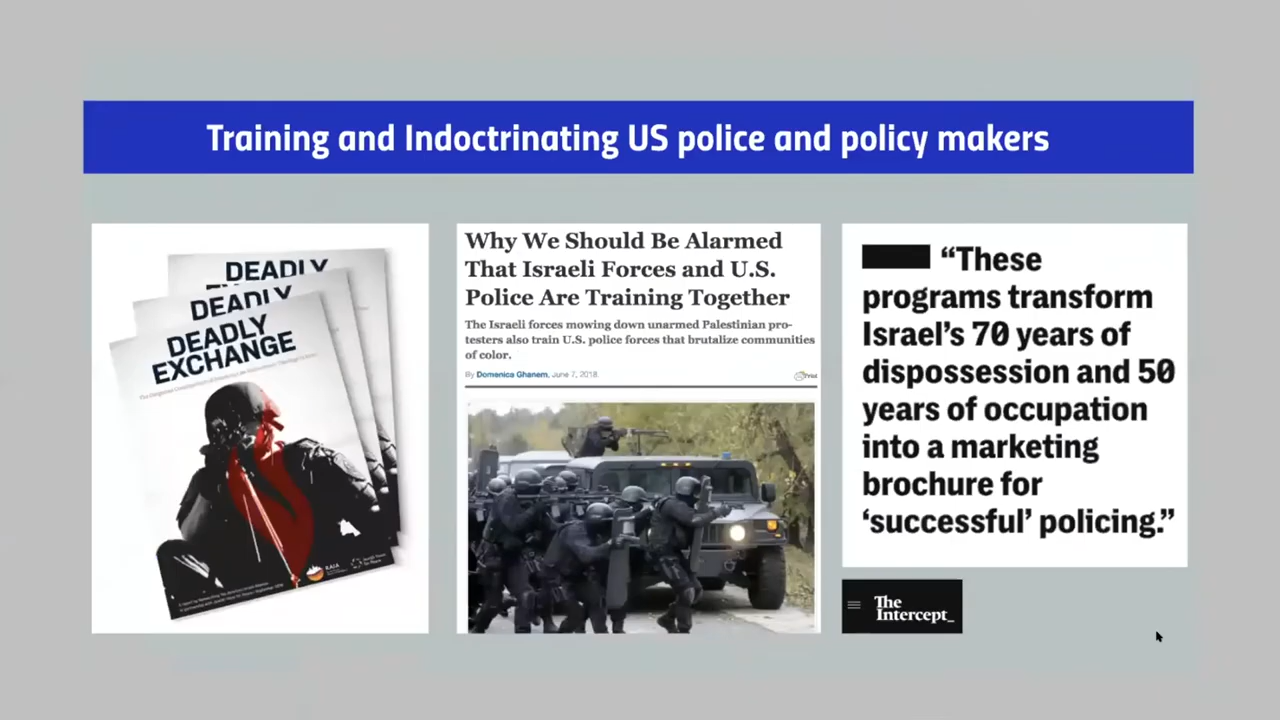 Training and Indoctrinating US police and policy makers
DEADLY
DEADLY
DEADLY
EXCHANGE
RAIA
Why We Should Be Alarmed
That Israeli Forces and U.S.
Police Are Training Together
The Israeli forces mowing down unarmed Palestinian pro-
testers also train U.S. police forces that brutalize communities
of color.
By Domenica Ghanem, June 7, 2018.
Print
“These
programs transform
Israel’s 70 years of
dispossession and 50
years of occupation
into a marketing
brochure for
‘successful’ policing.”
The
Intercept_